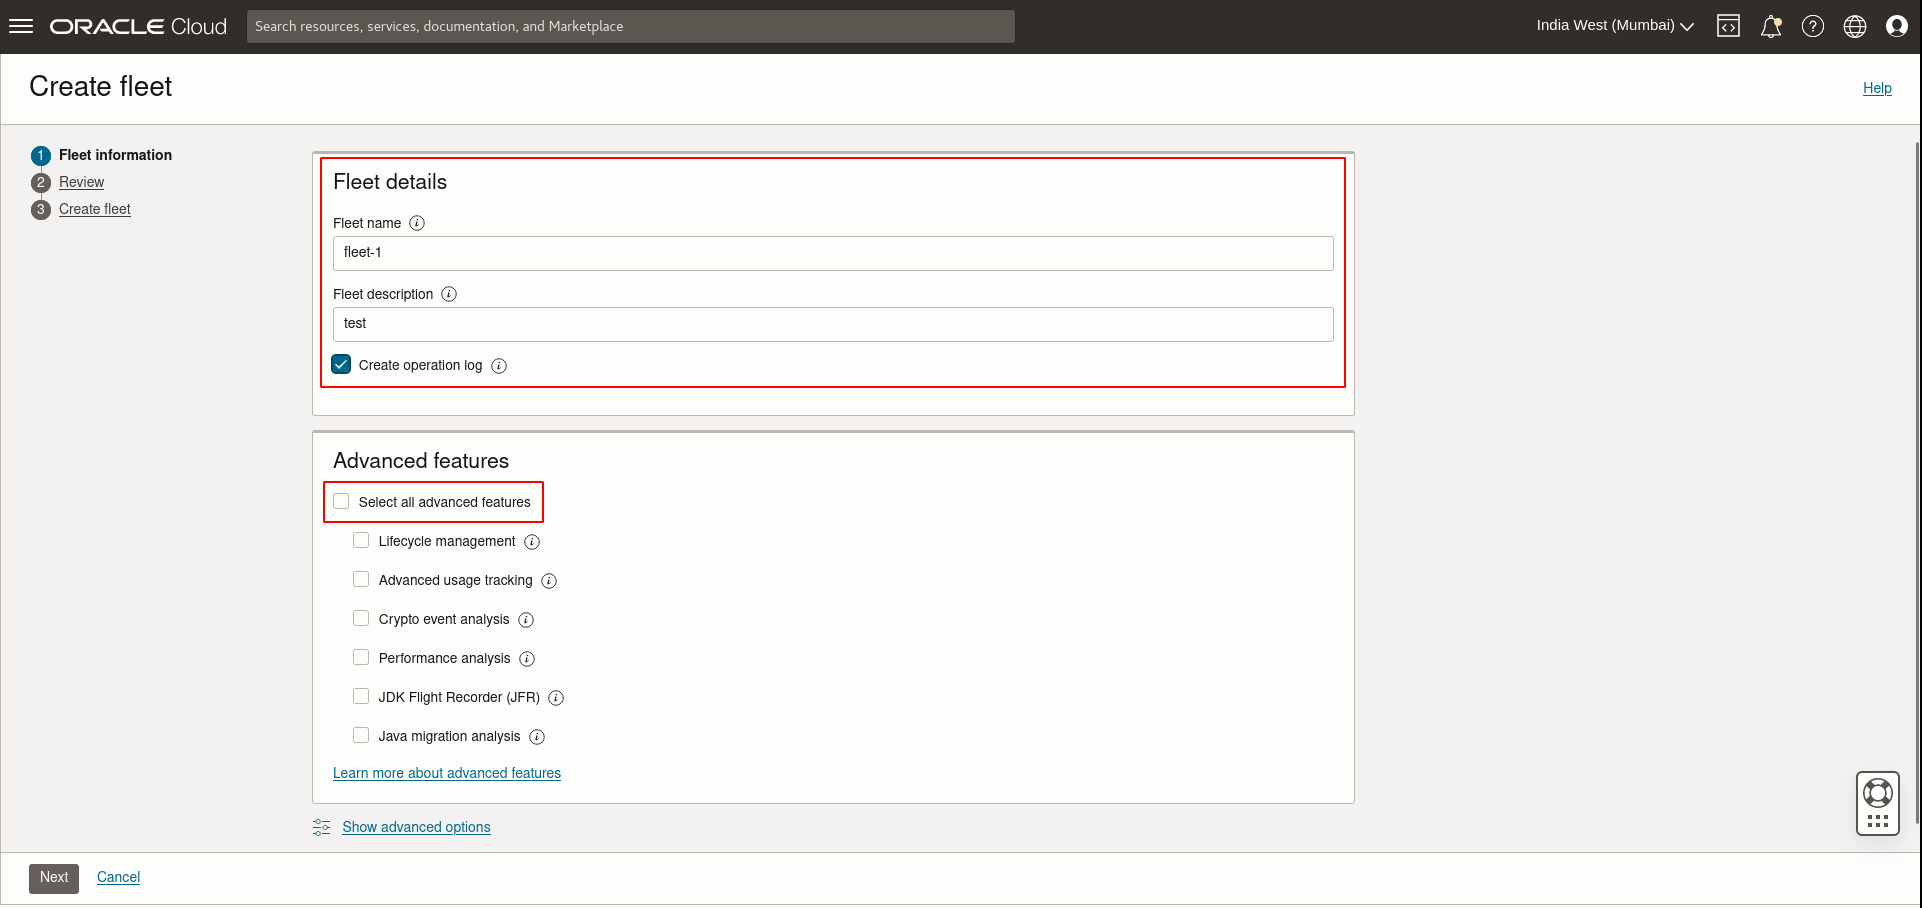 ORACLE Cloud
Search resources, services, documentation, and Marketplace
India West (Mumbai)
Create fleet
Help
1 Fleet information
2 Review
3 Create fleet
Fleet details
Fleet name
fleet-1
Fleet description
test
Create operation log
Advanced features
Select all advanced features
Lifecycle management
Advanced usage tracking
Crypto event analysis
Performance analysis
JDK Flight Recorder (JFR)
Java migration analysis
Learn more about advanced features
Show advanced options
Next Cancel